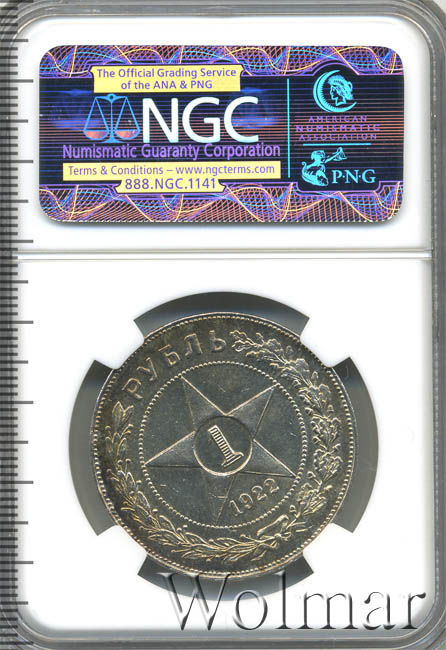 The Official Grading Service
of the ANA & PNG
NGC
Numismatic Guaranty Corporation
Terms & Conditions – www.ngcterms.com
888.NGC.1141
AMERICAN
NUMISMATIC
ASSOCIATION
P·N·G
РУБЛЬ
1
1922
Wolmar